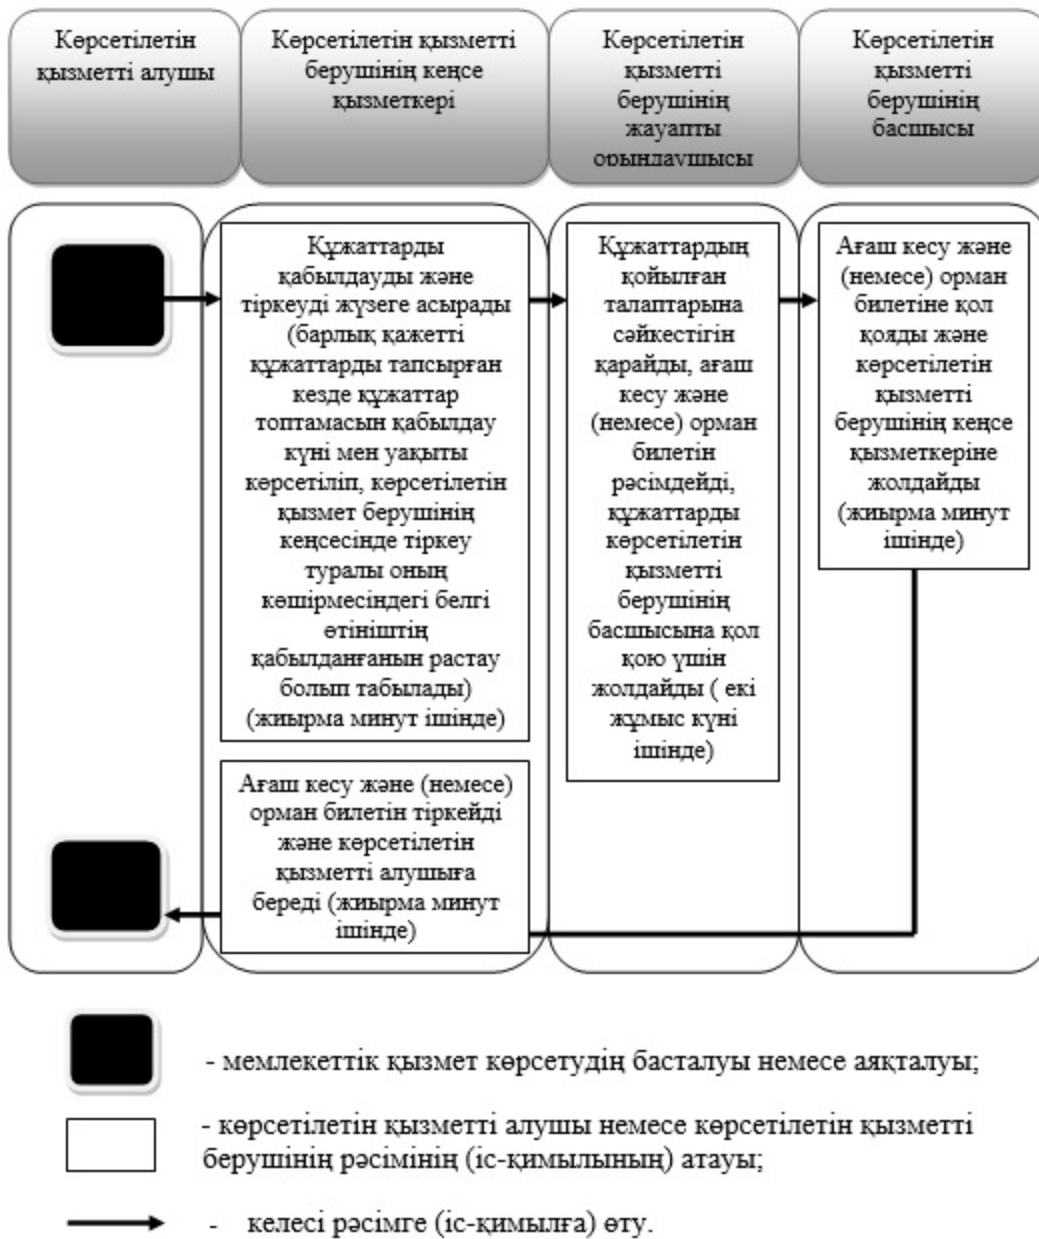 Көрсетілетін
қызметті алушы
Көрсетілетін қызметті
берушінің кеңсе
қызметкері
Көрсетілетін
қызметті
берушінің
жауапты
орындаушысы
Көрсетілетін
қызметті
берушінің
басшысы
Құжаттарды
қабылдауды және
тіркеуді жүзеге асырады
(барлық қажетті
құжаттарды тапсырған
кезде құжаттар
топтамасын қабылдау
күні мен уақыты
көрсетіліп, көрсетілетін
қызмет берушінің
кеңсесінде тіркеу
туралы оның
көшірмесіндегі белгі
өтініштің
қабылданғанын растау
болып табылады)
(жиырма минут ішінде)
Құжаттардың
қойылған
талаптарына
сәйкестігін
қарайды, ағаш
кесу және
(немесе) орман
билетін
рәсімдейді,
құжаттарды
көрсетілетін
қызметті
берушінің
басшысына қол
қою үшін
жолдайды ( екі
жұмыс күні
ішінде)
Ағаш кесу және
(немесе) орман
билетіне қол
қояды және
көрсетілетін
қызметті
берушінің кеңсе
қызметкеріне
жолдайды
(жиырма минут
ішінде)
Ағаш кесу және (немесе)
орман билетін тіркейді
және көрсетілетін
қызметті алушыға
береді (жиырма минут
ішінде)
- мемлекеттік қызмет көрсетудің басталуы немесе аяқталуы;
- көрсетілетін қызметті алушы немесе көрсетілетін қызметті
берушінің рәсімінің (іс-қимылының) атауы;
- келесі рәсімге (іс-қимылға) өту.